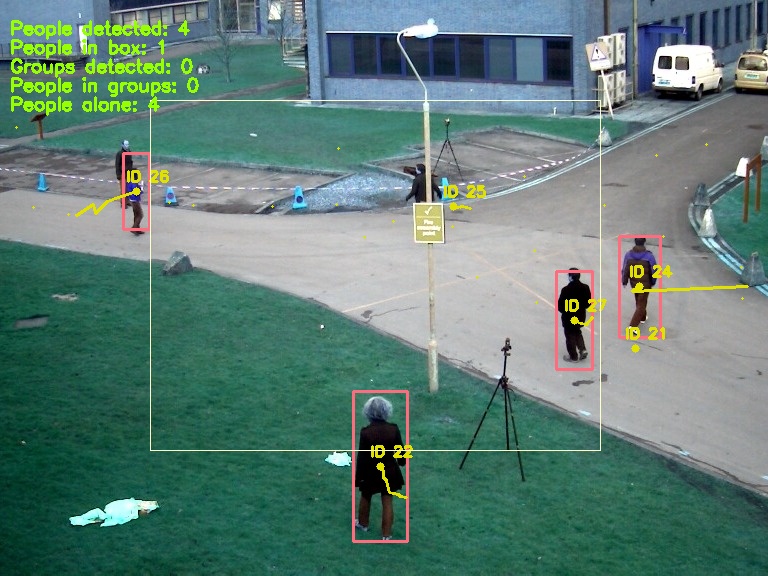 People detected: 4
People in box: 1
Groups detected: 0
People in groups: 0
People alone: 4
ID 26
ID 25
ID 24
ID 27
ID 21
ID 22